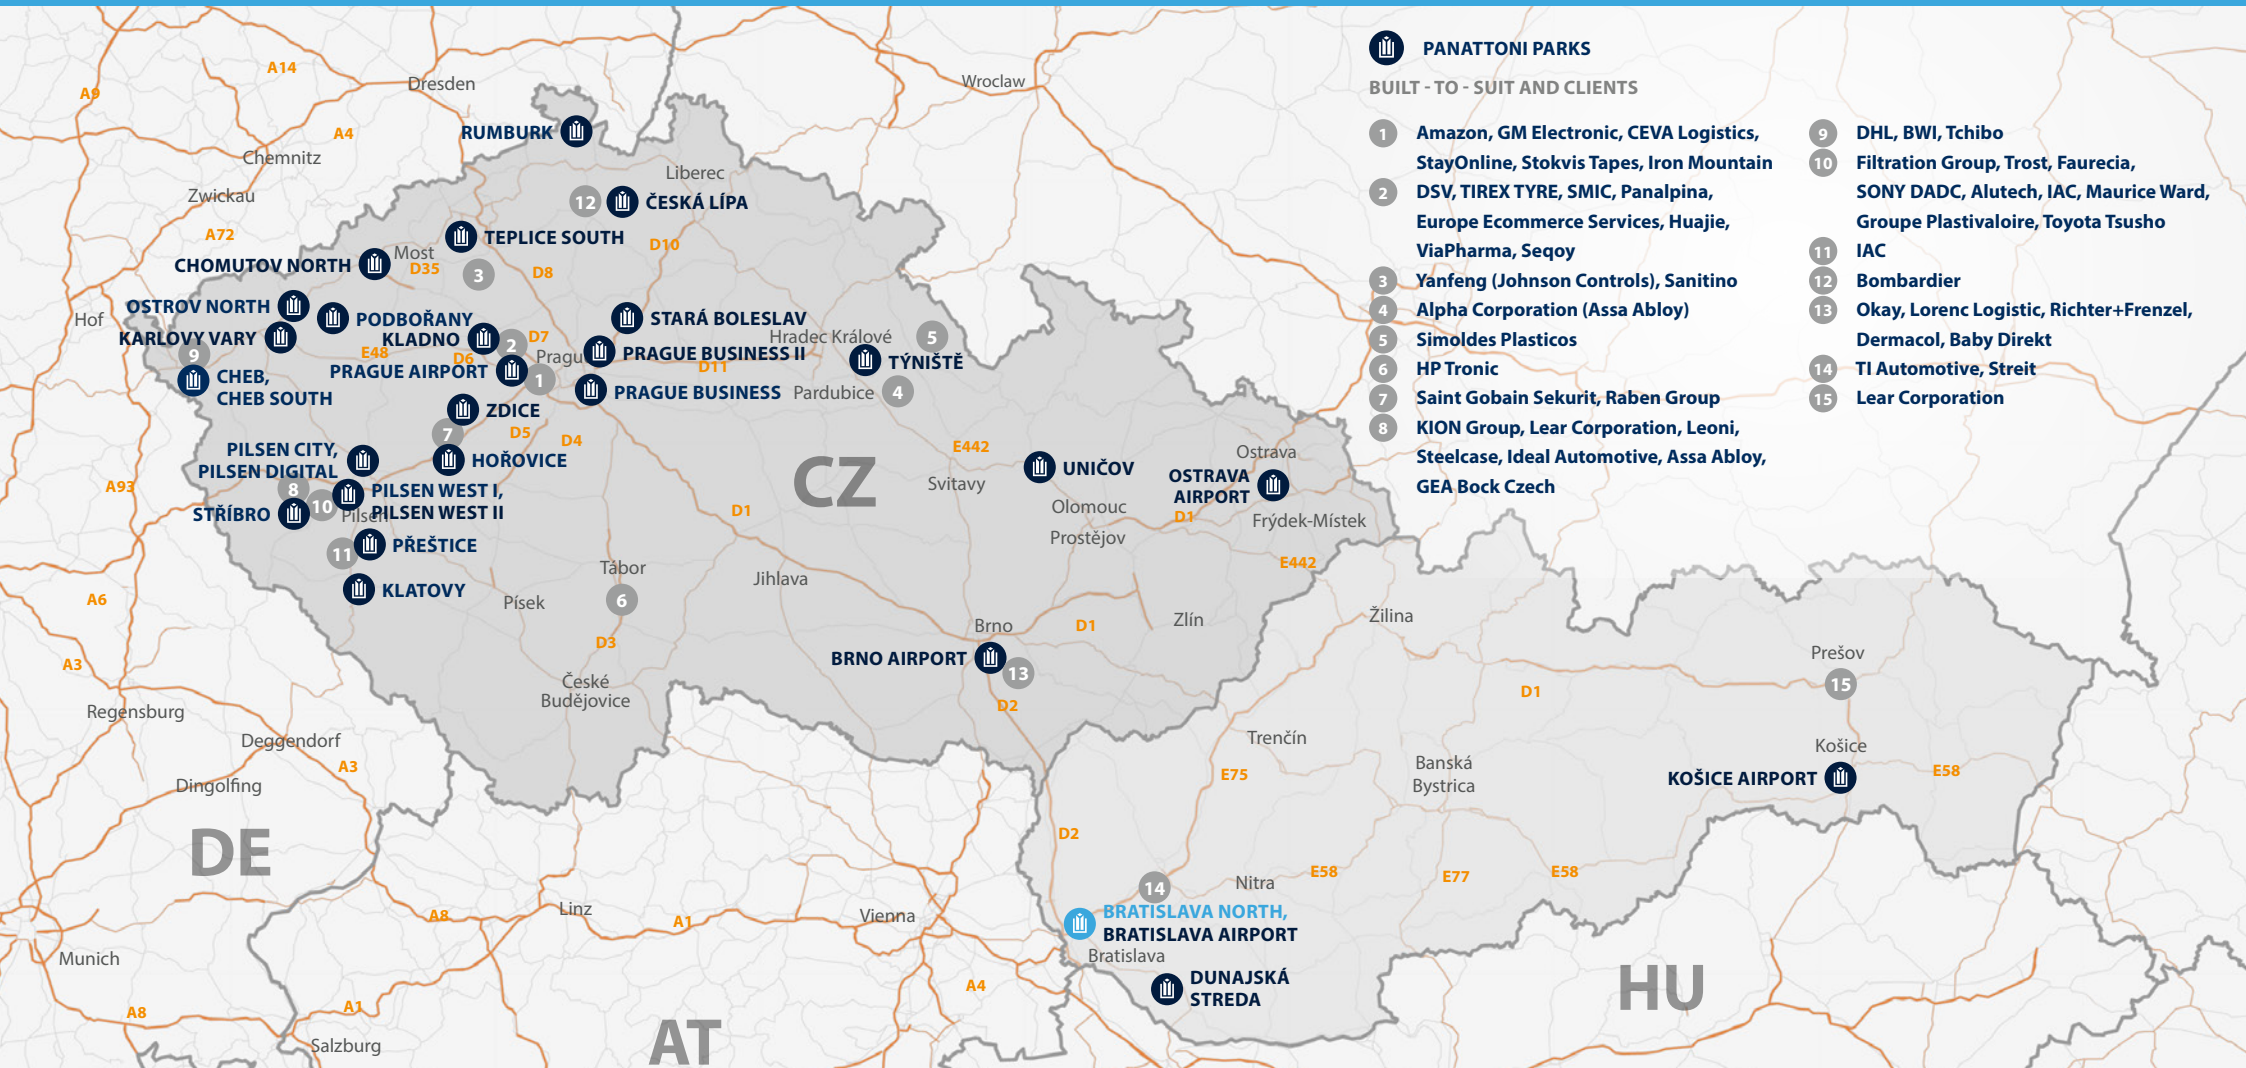 PANATTONI PARKS
BUILT - TO - SUIT AND CLIENTS
1 Amazon, GM Electronic, CEVA Logistics,
StayOnline, Stokvis Tapes, Iron Mountain
2 DSV, TIREX TYRE, SMIC, Panalpina,
Europe Ecommerce Services, Huajie,
ViaPharma, Seqoy
3 Yanfeng (Johnson Controls), Sanitino
4 Alpha Corporation (Assa Abloy)
5 Simoldes Plasticos
6 HP Tronic
7 Saint Gobain Sekurit, Raben Group
8 KION Group, Lear Corporation, Leoni,
Steelcase, Ideal Automotive, Assa Abloy,
GEA Bock Czech
9 DHL, BWI, Tchibo
10 Filtration Group, Trost, Faurecia,
SONY DADC, Alutech, IAC, Maurice Ward,
Groupe Plastivaloire, Toyota Tsusho
11 IAC
12 Bombardier
13 Okay, Lorenc Logistic, Richter+Frenzel,
Dermacol, Baby Direkt
14 TI Automotive, Streit
15 Lear Corporation
A14
Dresden
Wroclaw
A9
A4
RUMBURK
Chemnitz
Liberec
Zwickau
12
ČESKÁ LÍPA
A72
TEPLICE SOUTH
D10
Most
CHOMUTOV NORTH
D35
3
D8
OSTROV NORTH
Hof
PODBOŘANY
STARÁ BOLESLAV
KARLOVY VARY
KLADNO
2
D7
Hradec Králové
5
9
E48
D6
Pragu
PRAGUE BUSINESS II
TÝNIŠTĚ
D11
PRAGUE AIRPORT
1
CHEB,
CHEB SOUTH
PRAGUE BUSINESS
Pardubice
4
ZDICE
7
D5
D4
PILSEN CITY,
PILSEN DIGITAL
HOŘOVICE
CZ
E442
Svitavy
UNIČOV
Ostrava
OSTRAVA
AIRPORT
A93
8
PILSEN WEST I,
PILSEN WEST II
10
Pilsen
STŘÍBRO
D1
Olomouc
D1
Frýdek-Místek
Prostějov
11
PŘEŠTICE
E442
Tábor
Jihlava
KLATOVY
A6
Písek
6
Brno
D1
Zlín
Žilina
D3
BRNO AIRPORT
13
Prešov
15
A3
České
Budějovice
D2
D1
Regensburg
Deggendorf
Trenčín
Košice
A3
Dingolfing
E75
Banská
Bystrica
KOŠICE AIRPORT
E58
DE
D2
14
Nitra
E58
E77
E58
A8
Linz
A1
Vienna
BRATISLAVA NORTH,
BRATISLAVA AIRPORT
Bratislava
Munich
A4
DUNAJSKÁ
STREDA
HU
A8
A1
Salzburg
AT